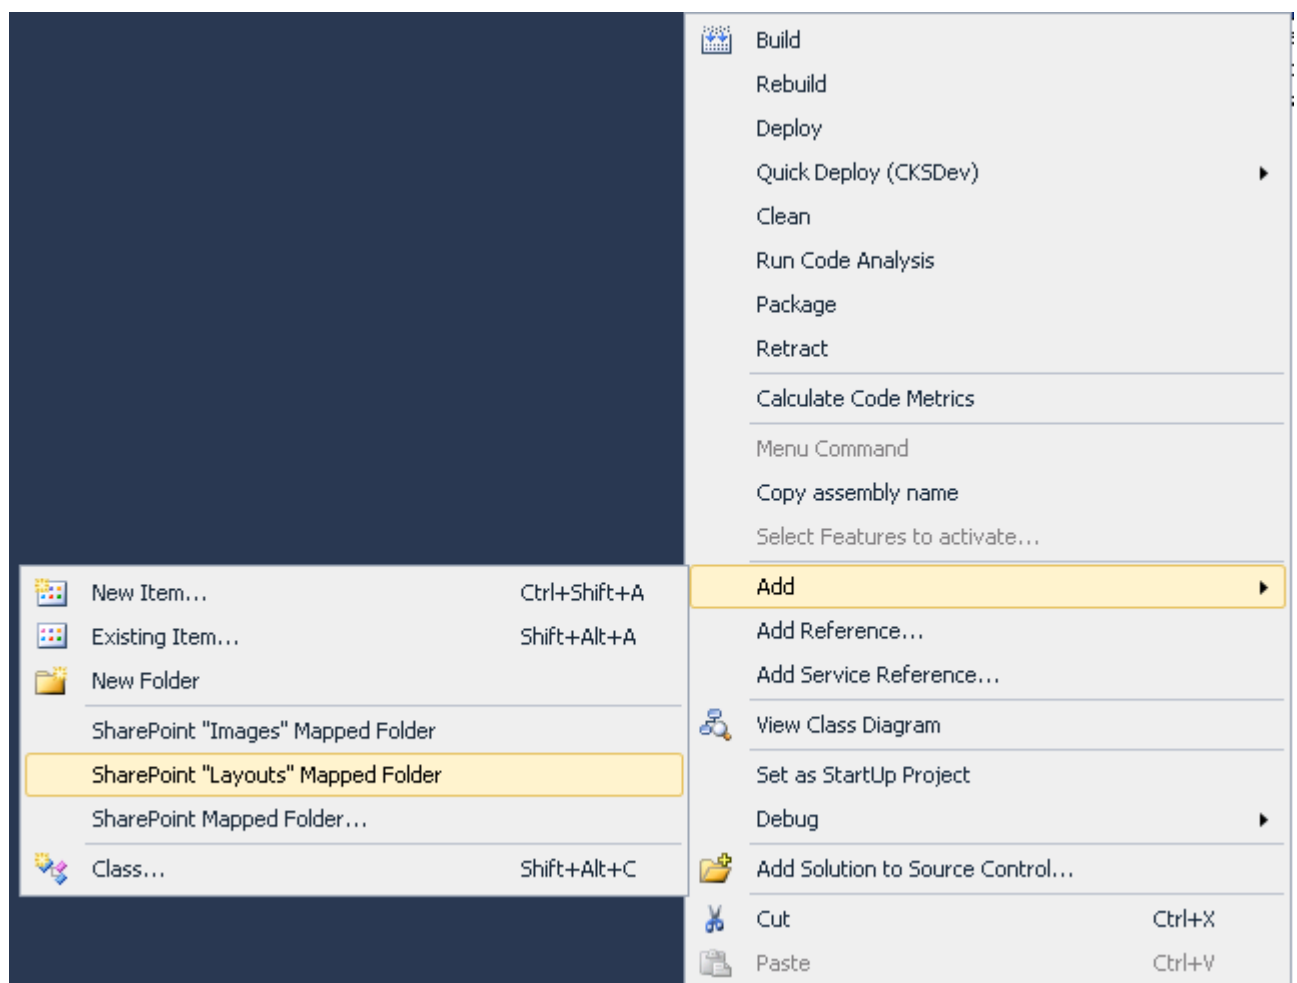 Build
Rebuild
Deploy
Quick Deploy (CKSDev)
Clean
Run Code Analysis
Package
Retract
Calculate Code Metrics
Menu Command
Copy assembly name
Select Features to activate...
Add
Add Reference...
Add Service Reference...
View Class Diagram
Set as StartUp Project
Debug
Add Solution to Source Control...
Cut Ctrl+X
Paste Ctrl+V
New Item... Ctrl+Shift+A
Existing Item... Shift+Alt+A
New Folder
SharePoint "Images" Mapped Folder
SharePoint "Layouts" Mapped Folder
SharePoint Mapped Folder...
Class... Shift+Alt+C